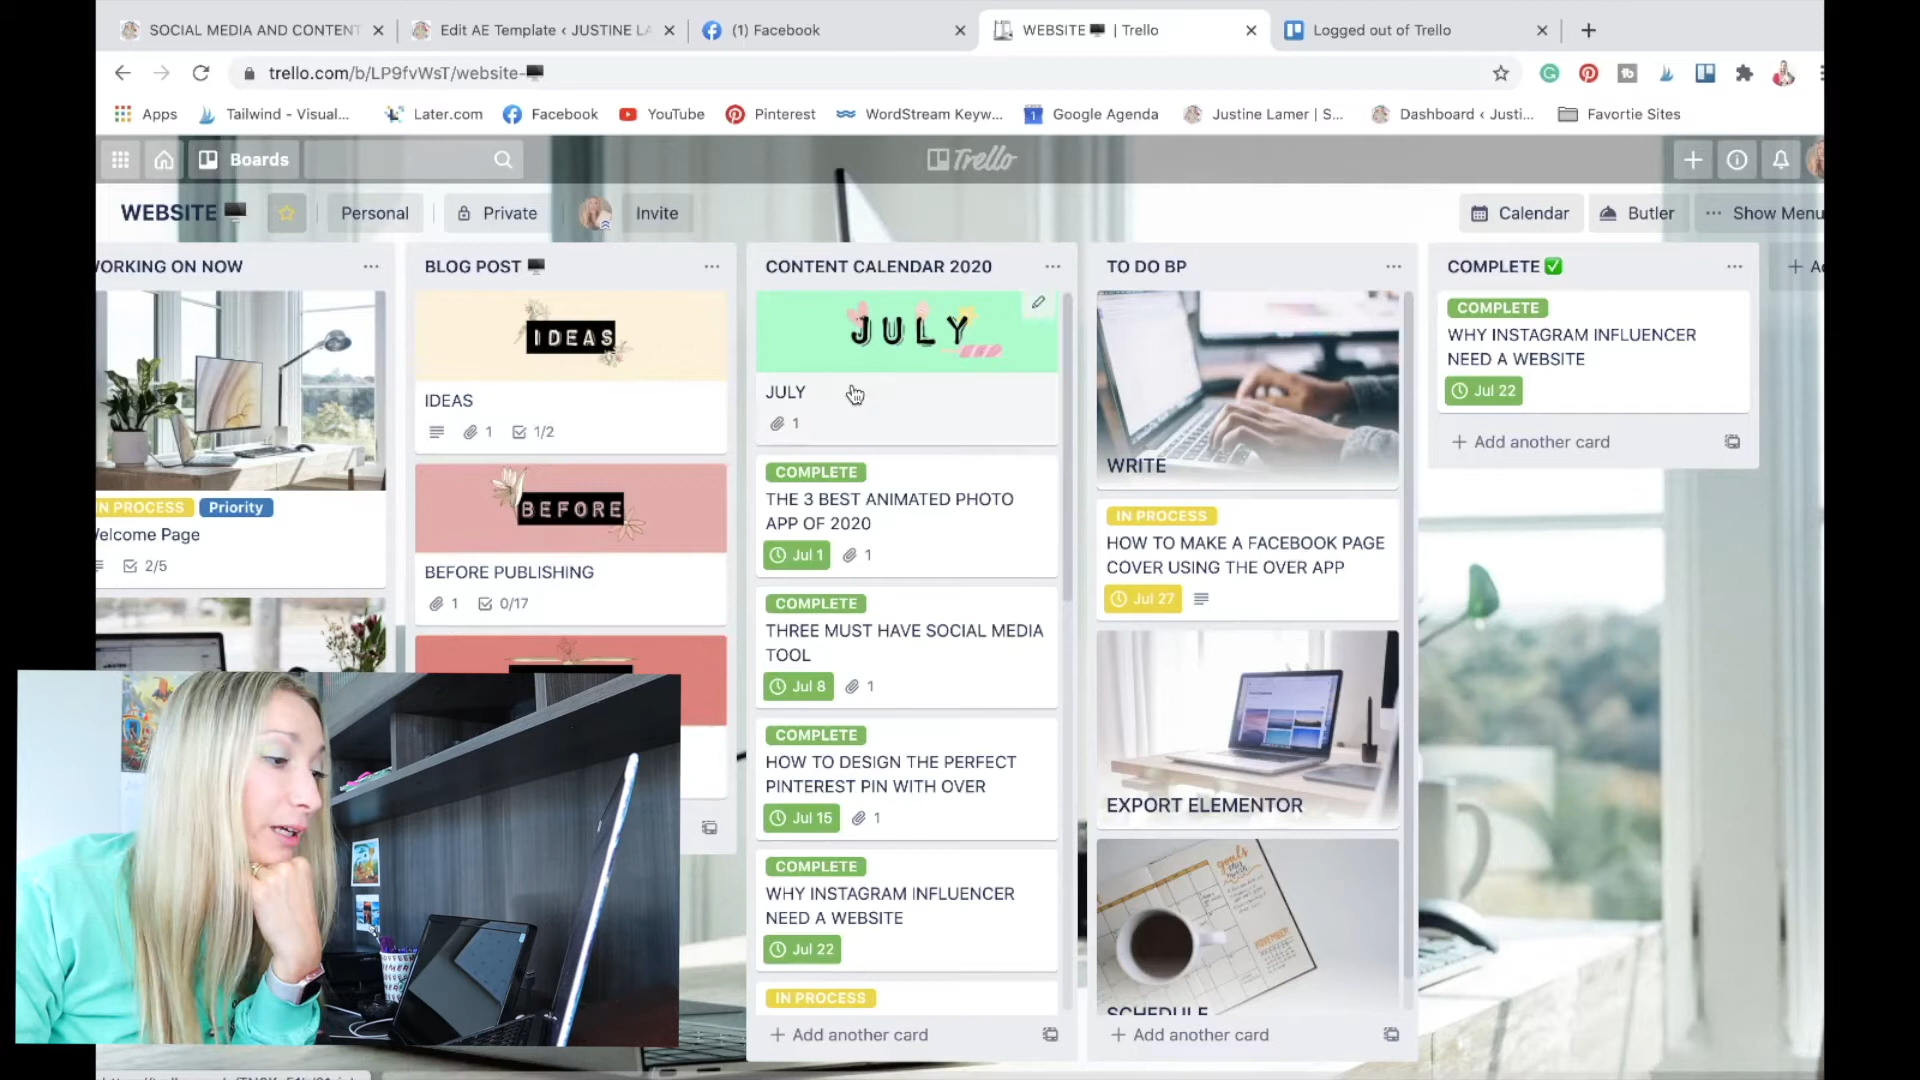 SOCIAL MEDIA AND CONTENT
Edit AE Template ‹ JUSTINE LA
(1) Facebook
WEBSITE🖥️ | Trello
Logged out of Trello
trello.com/b/LP9fvWsT/website-🖥️
Apps
Tailwind - Visual...
Later.com
Facebook
YouTube
Pinterest
WordStream Keyw...
Google Agenda
Justine Lamer | S...
Dashboard ‹ Justi...
Favortie Sites
Boards
Trello
WEBSITE🖥️
Personal
Private
Invite
Calendar
Butler
Show Menu
WORKING ON NOW
IN PROCESS
Priority
Welcome Page
2/5
BLOG POST 🖥️
IDEAS
IDEAS
1
1/2
BEFORE
BEFORE PUBLISHING
1
0/17
CONTENT CALENDAR 2020
JULY
JULY
1
COMPLETE
THE 3 BEST ANIMATED PHOTO
APP OF 2020
Jul 1
1
COMPLETE
THREE MUST HAVE SOCIAL MEDIA
TOOL
Jul 8
1
COMPLETE
HOW TO DESIGN THE PERFECT
PINTEREST PIN WITH OVER
Jul 15
1
COMPLETE
WHY INSTAGRAM INFLUENCER
NEED A WEBSITE
Jul 22
IN PROCESS
+ Add another card
TO DO BP
WRITE
IN PROCESS
HOW TO MAKE A FACEBOOK PAGE
COVER USING THE OVER APP
Jul 27
EXPORT ELEMENTOR
goals
NOVEMBER
SCHEDULE
+ Add another card
COMPLETE✅
COMPLETE
WHY INSTAGRAM INFLUENCER
NEED A WEBSITE
Jul 22
+ Add another card